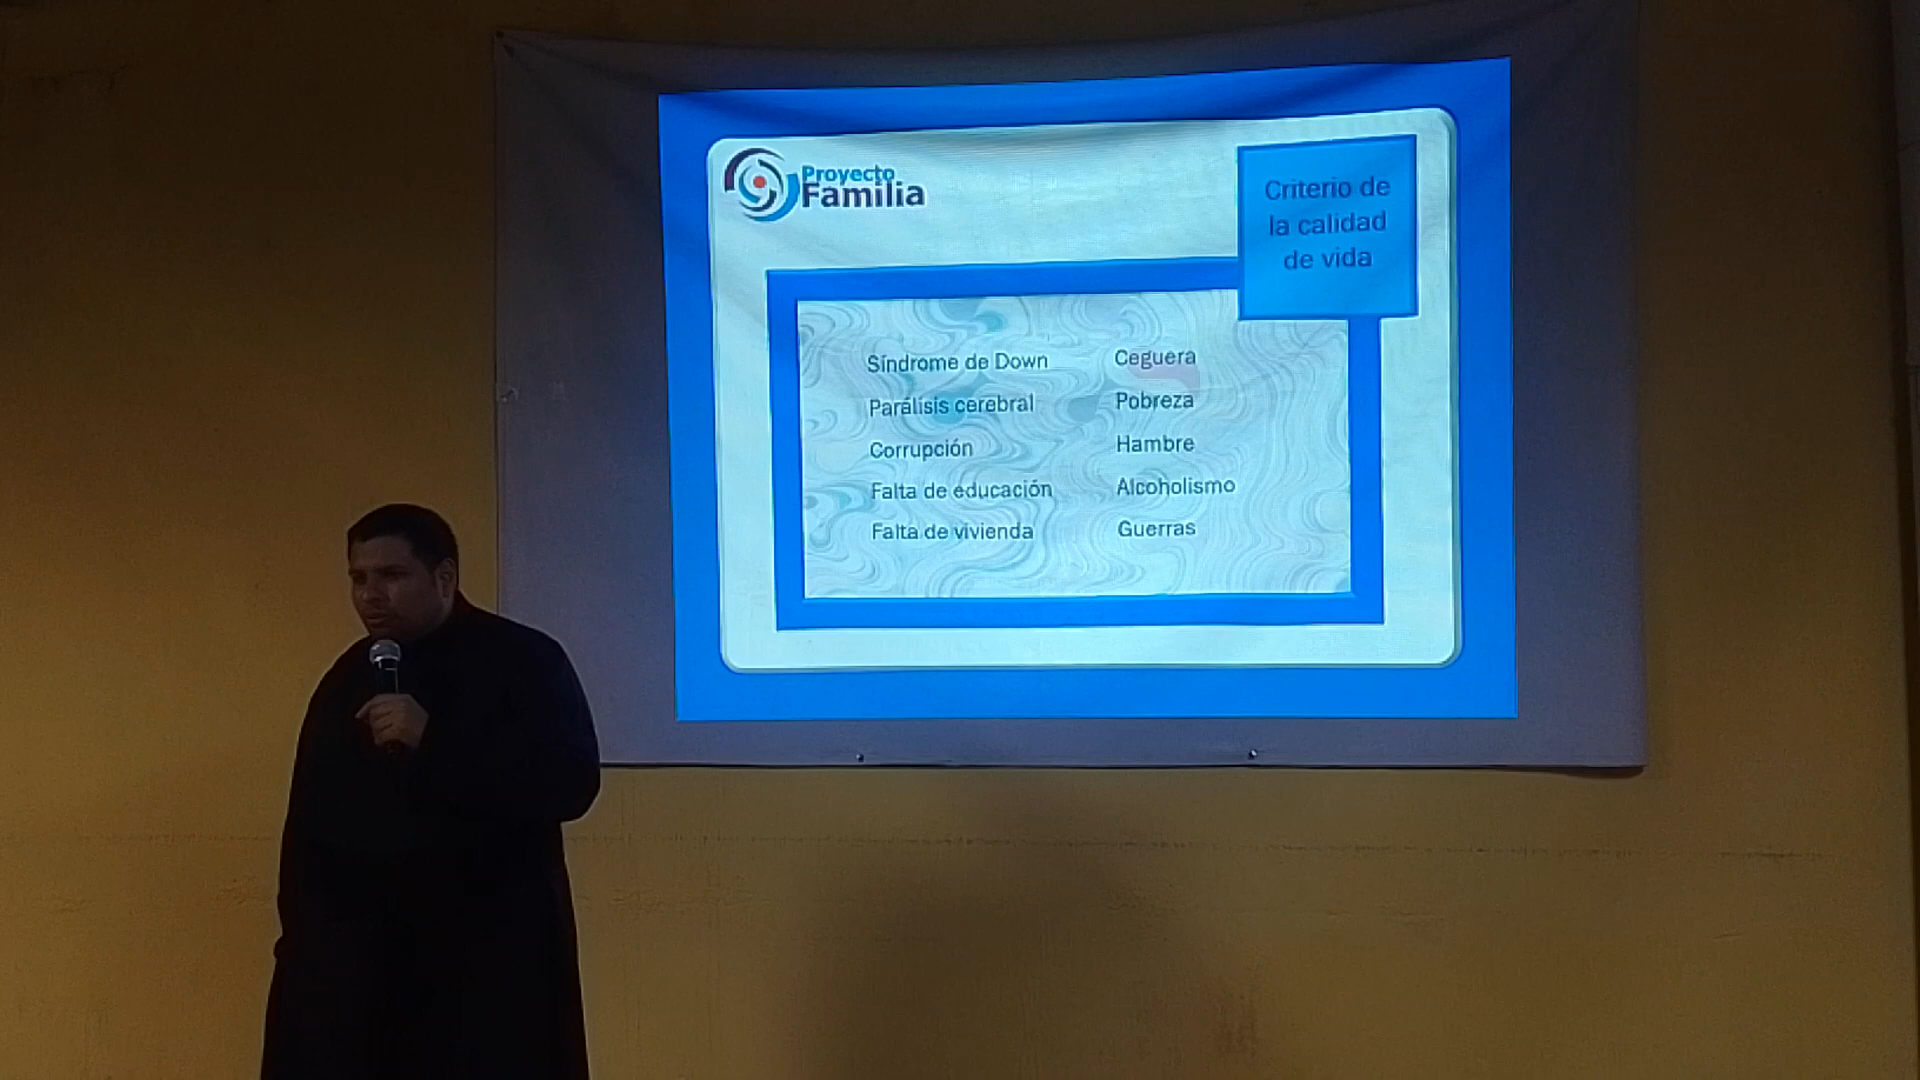 Proyecto
Familia
Criterio de
la calidad
de vida
Síndrome de Down
Parálisis cerebral
Corrupción
Falta de educación
Falta de vivienda
Ceguera
Pobreza
Hambre
Alcoholismo
Guerras